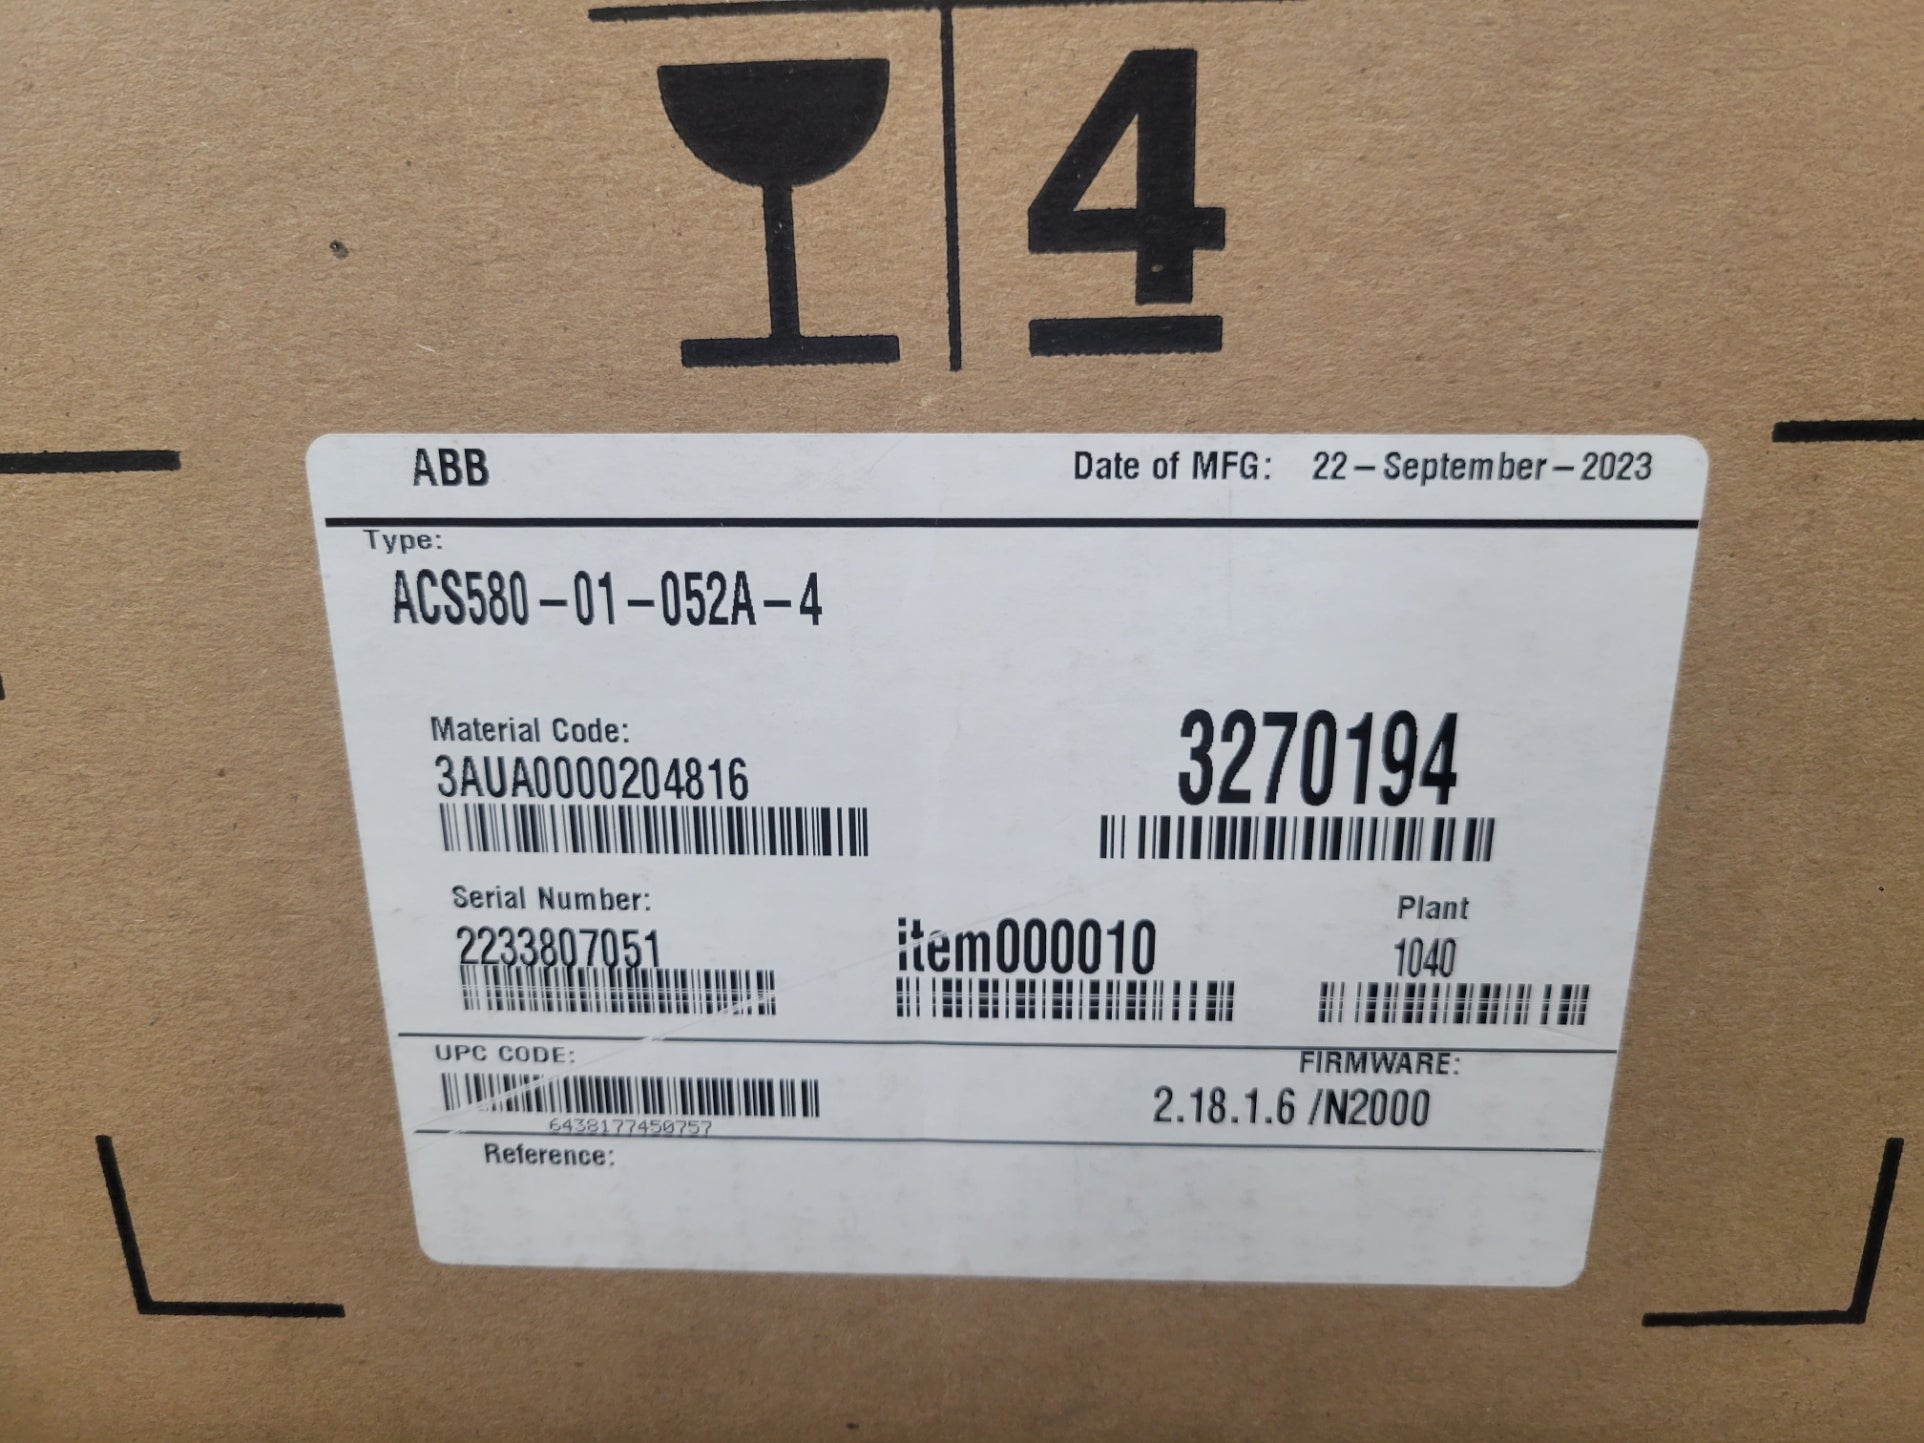 4
ABB
Date of MFG: 22-September-2023
Type:
ACS580-01-052A-4
Material Code:
3AUA0000204816
3270194
Serial Number:
2233807051
item000010
Plant
1040
UPC CODE:
6438177450757
FIRMWARE:
2.18.1.6 /N2000
Reference: